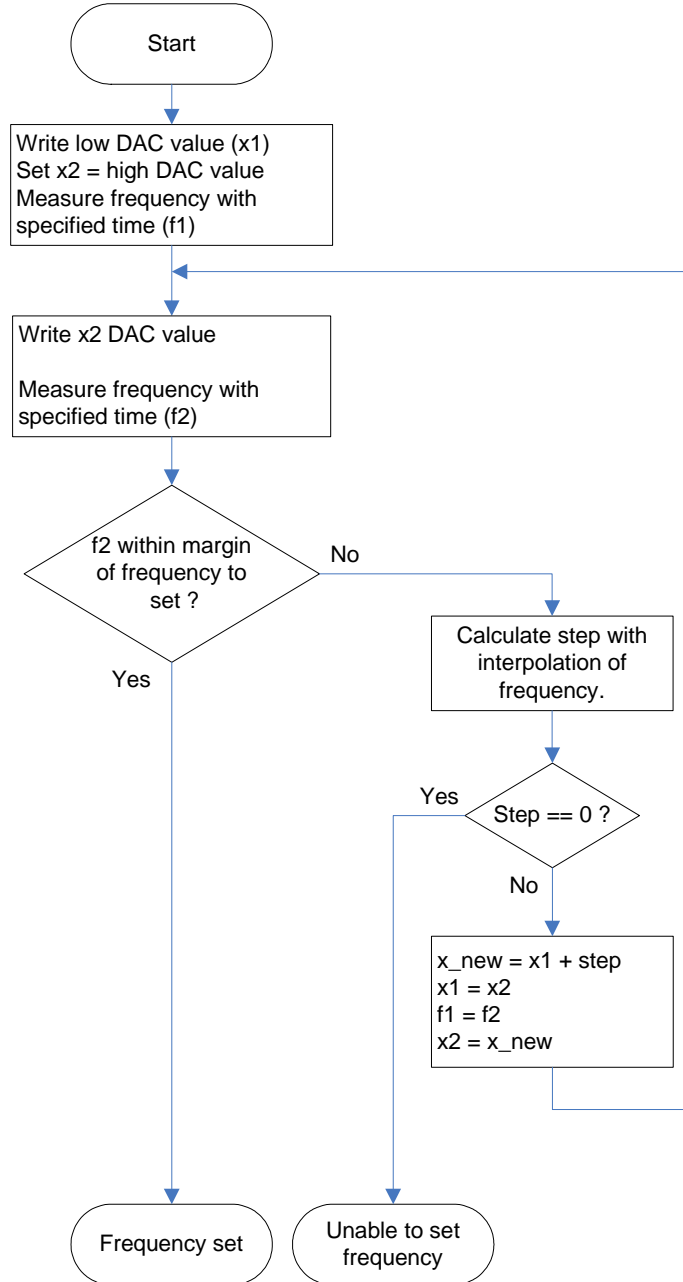 Start
Write low DAC value (x1)
Set x2 = high DAC value
Measure frequency with
specified time (f1)
Write x2 DAC value
Measure frequency with
specified time (f2)
f2 within margin
of frequency to
set ?
No
Yes
Calculate step with
interpolation of
frequency.
Yes
Step == 0 ?
No
x_new = x1 + step
x1 = x2
f1 = f2
x2 = x_new
Frequency set
Unable to set
frequency